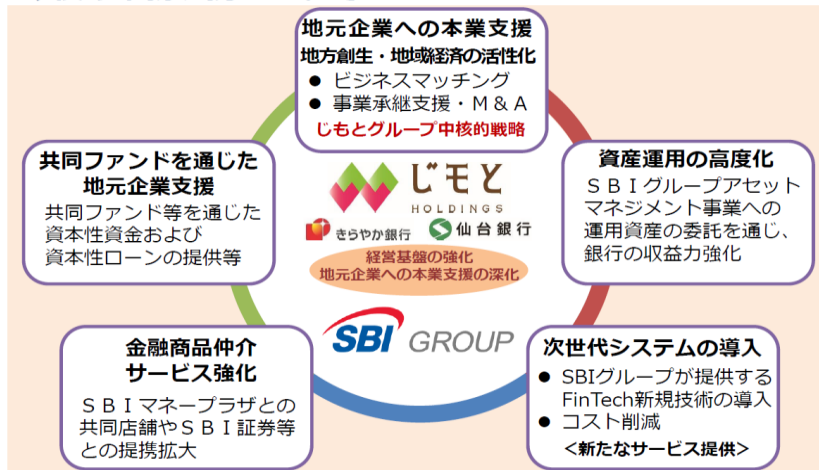 地元企業への本業支援
地方創生・地域経済の活性化
● ビジネスマッチング
● 事業承継支援・M＆A
じもとグループ中核的戦略
共同ファンドを通じた
地元企業支援
共同ファンド等を通じた
資本性資金および
資本性ローンの提供等
じモと
HOLDINGS
きらやか銀行 仙台銀行
経営基盤の強化
地元企業への本業支援の深化
SBI GROUP
資産運用の高度化
ＳＢＩグループアセット
マネジメント事業への
運用資産の委託を通じ、
銀行の収益力強化
金融商品仲介
サービス強化
ＳＢＩマネープラザとの
共同店舗やＳＢＩ証券等
との提携拡大
次世代システムの導入
● SBIグループが提供する
FinTech新規技術の導入
● コスト削減
＜新たなサービス提供＞